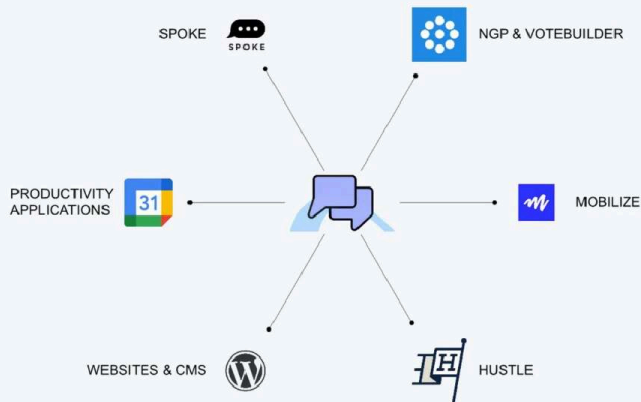 SPOKE
SPOKE
NGP & VOTEBUILDER
PRODUCTIVITY
APPLICATIONS
31
m
MOBILIZE
WEBSITES & CMS
W
H
HUSTLE